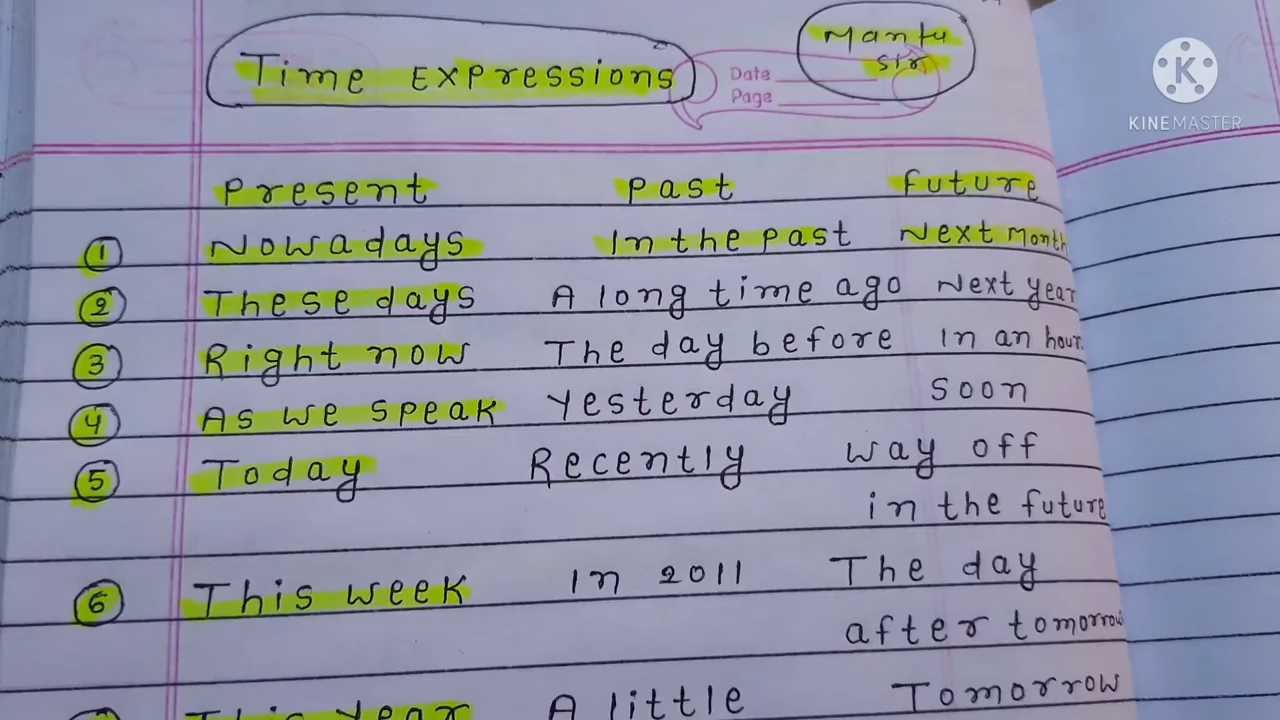 Time Expressions
Mantu
sir
Date
Page
KINEMASTER
Present Past Future
1 Nowadays In the past Next Month
2 These days A long time ago Next year
3 Right now The day before In an hour.
4 As we speak Yesterday Soon
5 Today Recently way off
in the future
6 This week In 2011 The day
after tomorrow
This year A little Tomorrow